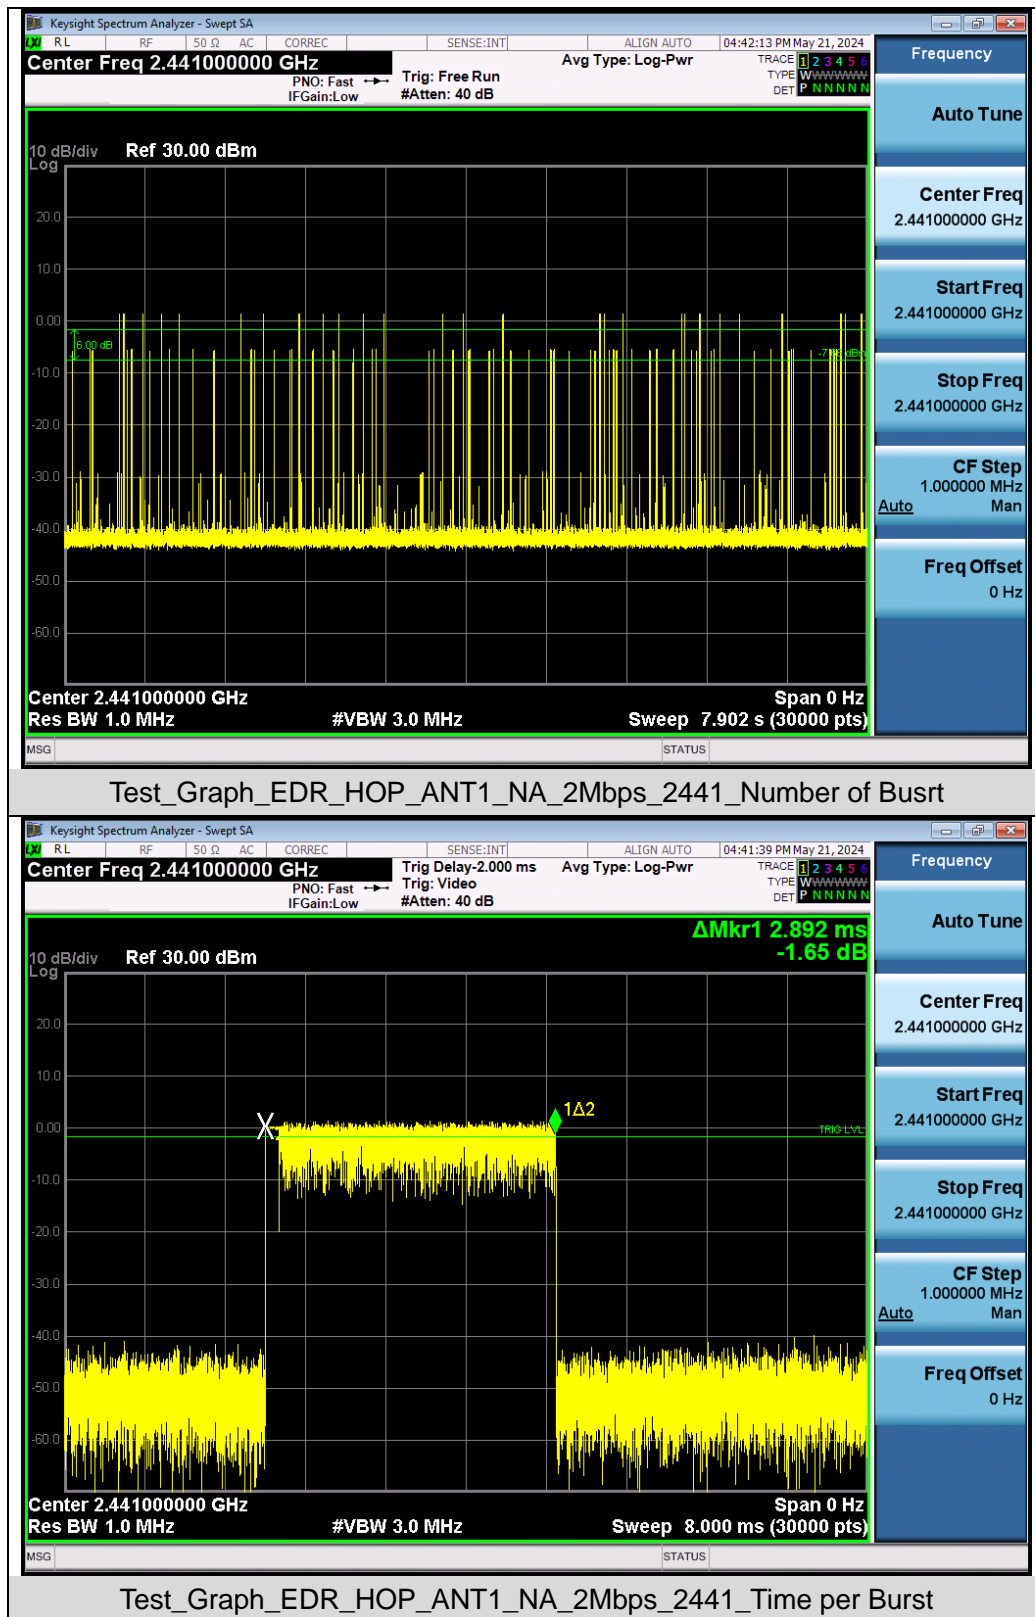 Keysight Spectrum Analyzer - Swept SA
LXI RL RF 50 Ω AC CORREC SENSE:INT ALIGN AUTO 04:42:13 PM May 21, 2024
Center Freq 2.441000000 GHz
PNO: Fast
IFGain:Low
Trig: Free Run
#Atten: 40 dB
Avg Type: Log-Pwr
TRACE 1 2 3 4 5 6
TYPE WWWWWW
DET P N N N N N
10 dB/div
Log
Ref 30.00 dBm
20.0
10.0
0.00
6.00 dB
-10.0
-20.0
-30.0
-40.0
-50.0
-60.0
Center 2.441000000 GHz
Span 0 Hz
Res BW 1.0 MHz
#VBW 3.0 MHz
Sweep 7.902 s (30000 pts)
MSG
STATUS
Frequency
Auto Tune
Center Freq
2.441000000 GHz
Start Freq
2.441000000 GHz
Stop Freq
2.441000000 GHz
CF Step
1.000000 MHz
Auto Man
Freq Offset
0 Hz
Test_Graph_EDR_HOP_ANT1_NA_2Mbps_2441_Number of Busrt
Keysight Spectrum Analyzer - Swept SA
LXI RL RF 50 Ω AC CORREC SENSE:INT ALIGN AUTO 04:41:39 PM May 21, 2024
Center Freq 2.441000000 GHz
PNO: Fast
IFGain:Low
Trig Delay-2.000 ms
Trig: Video
#Atten: 40 dB
Avg Type: Log-Pwr
TRACE 1 2 3 4 5 6
TYPE WWWWWW
DET P N N N N N
ΔMkr1 2.892 ms
-1.65 dB
10 dB/div
Log
Ref 30.00 dBm
20.0
10.0
0.00
-10.0
-20.0
-30.0
-40.0
-50.0
-60.0
1Δ2
TRIG LVL
Center 2.441000000 GHz
Span 0 Hz
Res BW 1.0 MHz
#VBW 3.0 MHz
Sweep 8.000 ms (30000 pts)
MSG
STATUS
Frequency
Auto Tune
Center Freq
2.441000000 GHz
Start Freq
2.441000000 GHz
Stop Freq
2.441000000 GHz
CF Step
1.000000 MHz
Auto Man
Freq Offset
0 Hz
Test_Graph_EDR_HOP_ANT1_NA_2Mbps_2441_Time per Burst